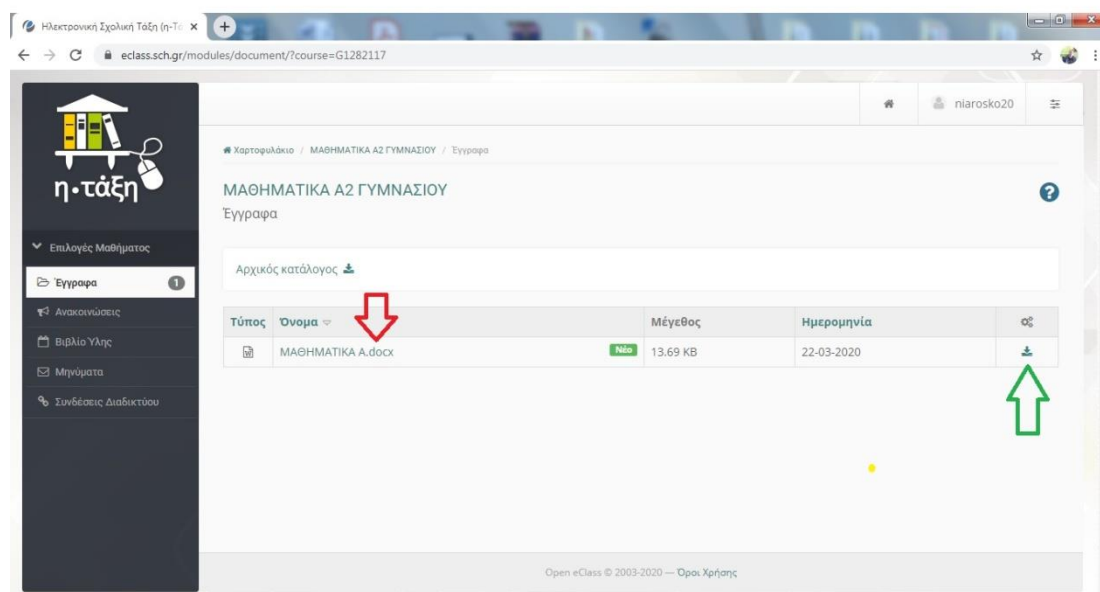 Ηλεκτρονική Σχολική Τάξη (η-Τά
eclass.sch.gr/modules/document/?course=G1282117
niarosko20
η•τάξη
Χαρτοφυλάκιο / ΜΑΘΗΜΑΤΙΚΑ Α2 ΓΥΜΝΑΣΙΟΥ / Έγγραφα
ΜΑΘΗΜΑΤΙΚΑ Α2 ΓΥΜΝΑΣΙΟΥ
Έγγραφα
Επιλογές Μαθήματος
Έγγραφα 1
Ανακοινώσεις
Βιβλίο Ύλης
Μηνύματα
Συνδέσεις Διαδικτύου
Αρχικός κατάλογος
Τύπος Όνομα Μέγεθος Ημερομηνία
ΜΑΘΗΜΑΤΙΚΑ Α.docx Νέο 13.69 KB 22-03-2020
Open eClass © 2003-2020 — Όροι Χρήσης